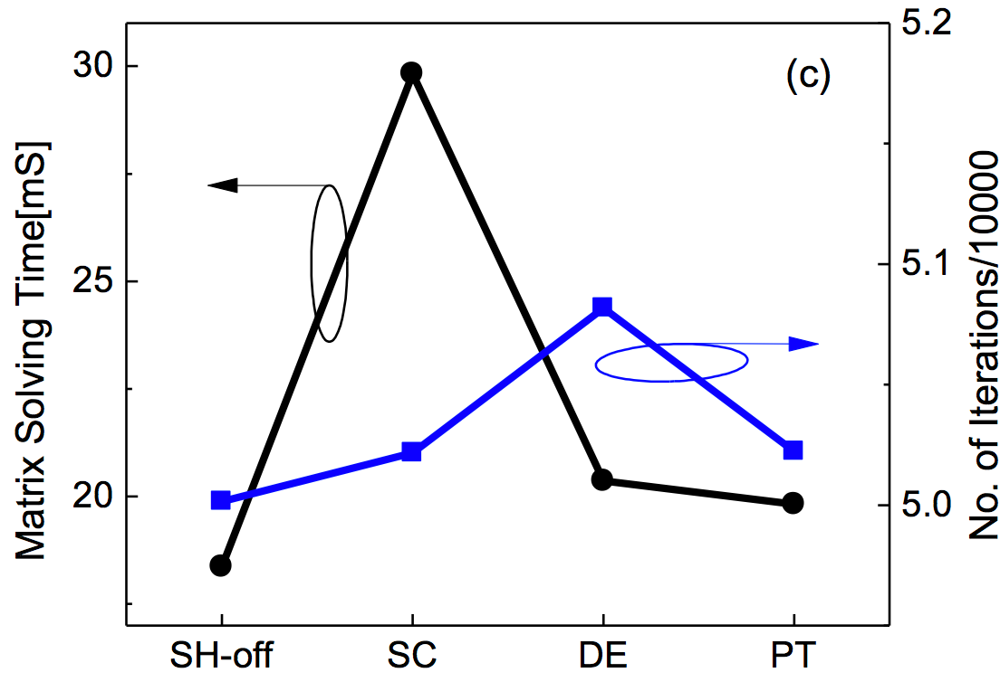 (c)
Matrix Solving Time[mS]
30
25
20
5.2
5.1
5.0
No. of Iterations/10000
SH-off SC DE PT